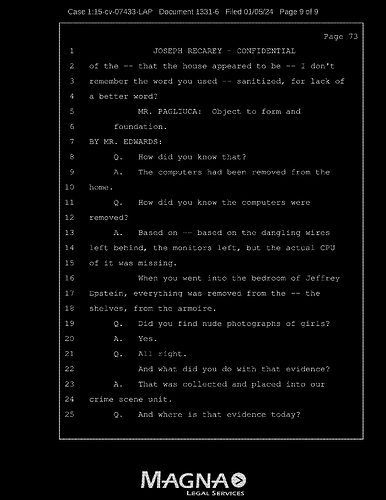 Case 1:15-cv-07433-LAP Document 1331-6 Filed 01/05/24 Page 9 of 9
Page 73
1 JOSEPH RECAREY - CONFIDENTIAL
2 of the -- that the house appeared to be -- I don't
3 remember the word you used -- sanitized, for lack of
4 a better word?
5 MR. PAGLIUCA: Object to form and
6 foundation.
7 BY MR. EDWARDS:
8 Q. How did you know that?
9 A. The computers had been removed from the
10 home.
11 Q. How did you know the computers were
12 removed?
13 A. Based on -- based on the dangling wires
14 left behind, the monitors left, but the actual CPU
15 of it was missing.
16 When you went into the bedroom of Jeffrey
17 Epstein, everything was removed from the -- the
18 shelves, from the armoire.
19 Q. Did you find nude photographs of girls?
20 A. Yes.
21 Q. All right.
22 And what did you do with that evidence?
23 A. That was collected and placed into our
24 crime scene unit.
25 Q. And where is that evidence today?
MAGNA
LEGAL SERVICES